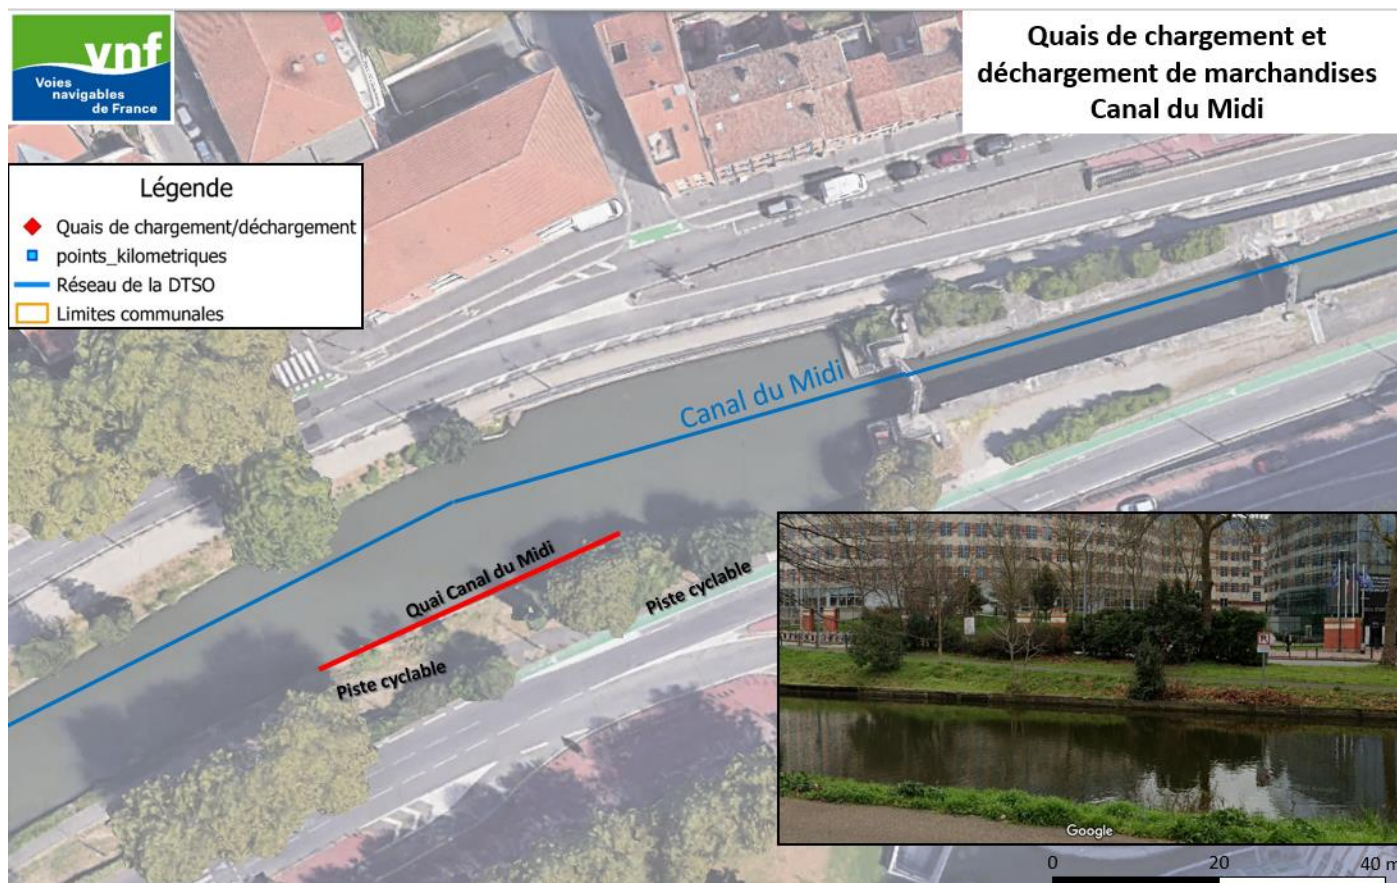 vnf
Voies
navigables
de France
Quais de chargement et
déchargement de marchandises
Canal du Midi
Légende
Quais de chargement/déchargement
points_kilometriques
Réseau de la DTSO
Limites communales
Canal du Midi
Quai Canal du Midi
Piste cyclable
Piste cyclable
Google
0 20 40 m